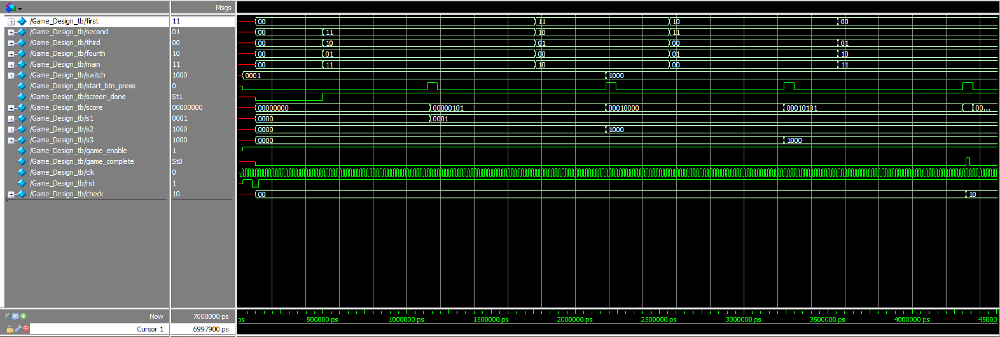 Msgs
/Game_Design_tb/first 11 00 11 10 00
/Game_Design_tb/second 01 00 11 10 11
/Game_Design_tb/third 00 00 10 01 00 01
/Game_Design_tb/fourth 10 00 01 00 01 10
/Game_Design_tb/main 11 00 11 10 00 11
/Game_Design_tb/switch 1000 0001 1000
/Game_Design_tb/start_btn_press 0
/Game_Design_tb/screen_done St1
/Game_Design_tb/score 00000000 00000000 00000101 00010000 00010101 00...
/Game_Design_tb/s1 0001 0000 0001
/Game_Design_tb/s2 1000 0000 1000
/Game_Design_tb/s3 1000 0000 1000
/Game_Design_tb/game_enable 1
/Game_Design_tb/game_complete St0
/Game_Design_tb/clk 0
/Game_Design_tb/rst 1
/Game_Design_tb/check 10 00 10
Now 7000000 ps ps 500000 ps 1000000 ps 1500000 ps 2000000 ps 2500000 ps 3000000 ps 3500000 ps 4000000 ps 45000
Cursor 1 6997900 ps